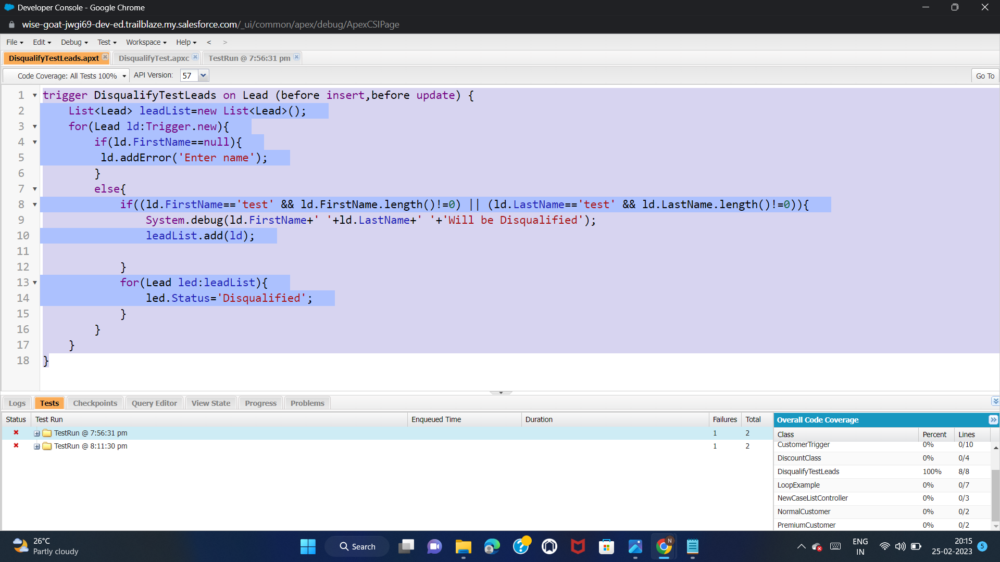 Developer Console - Google Chrome
wise-goat-jwgi69-dev-ed.trailblaze.my.salesforce.com/_ui/common/apex/debug/ApexCSIPage
File Edit Debug Test Workspace Help < >
DisqualifyTestLeads.apxt DisqualifyTest.apxc TestRun @ 7:56:31 pm
Code Coverage: All Tests 100% API Version: 57 Go To
1 trigger DisqualifyTestLeads on Lead (before insert,before update) {
2 List<Lead> leadList=new List<Lead>();
3 for(Lead ld:Trigger.new){
4 if(ld.FirstName==null){
5 ld.addError('Enter name');
6 }
7 else{
8 if((ld.FirstName=='test' && ld.FirstName.length()!=0) || (ld.LastName=='test' && ld.LastName.length()!=0)){
9 System.debug(ld.FirstName+' '+ld.LastName+' '+'Will be Disqualified');
10 leadList.add(ld);
11
12 }
13 for(Lead led:leadList){
14 led.Status='Disqualified';
15 }
16 }
17 }
18 }
Logs Tests Checkpoints Query Editor View State Progress Problems
Status Test Run Enqueued Time Duration Failures Total
TestRun @ 7:56:31 pm 1 2
TestRun @ 8:11:30 pm 1 2
Overall Code Coverage
Class Percent Lines
CustomerTrigger 0% 0/10
DiscountClass 0% 0/4
DisqualifyTestLeads 100% 8/8
LoopExample 0% 0/7
NewCaseListController 0% 0/3
NormalCustomer 0% 0/2
PremiumCustomer 0% 0/2
26°C
Partly cloudy
Search
N
ENG
IN
20:15
25-02-2023
5